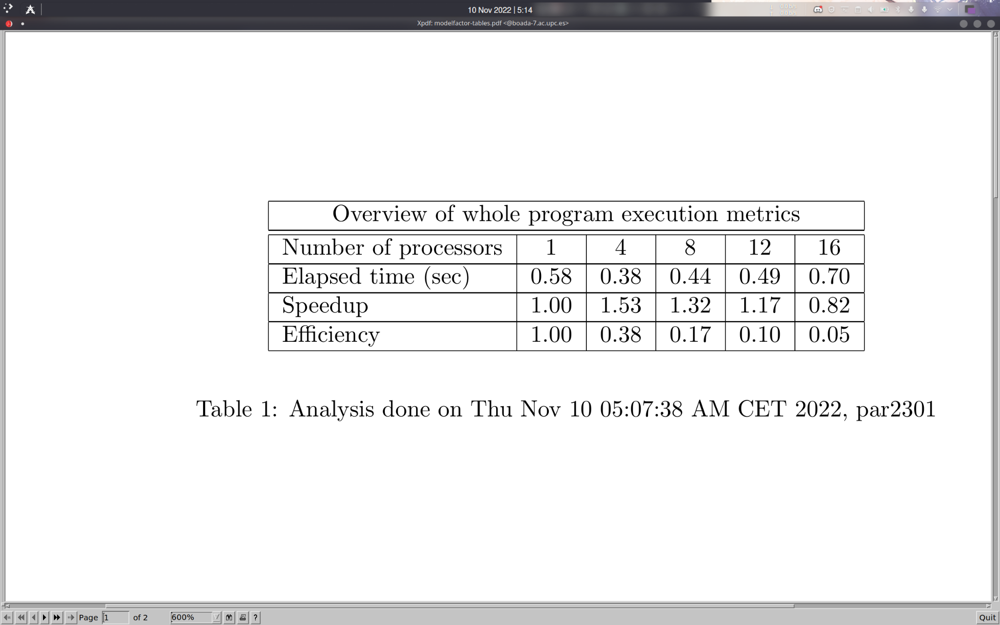 10 Nov 2022 | 5:14
0.0 b/s
0.0 b/s
Xpdf: modelfactor-tables.pdf <@boada-7.ac.upc.es>
Overview of whole program execution metrics
Number of processors 1 4 8 12 16
Elapsed time (sec) 0.58 0.38 0.44 0.49 0.70
Speedup 1.00 1.53 1.32 1.17 0.82
Efficiency 1.00 0.38 0.17 0.10 0.05
Table 1: Analysis done on Thu Nov 10 05:07:38 AM CET 2022, par2301
Page 1 of 2 600% ? Quit